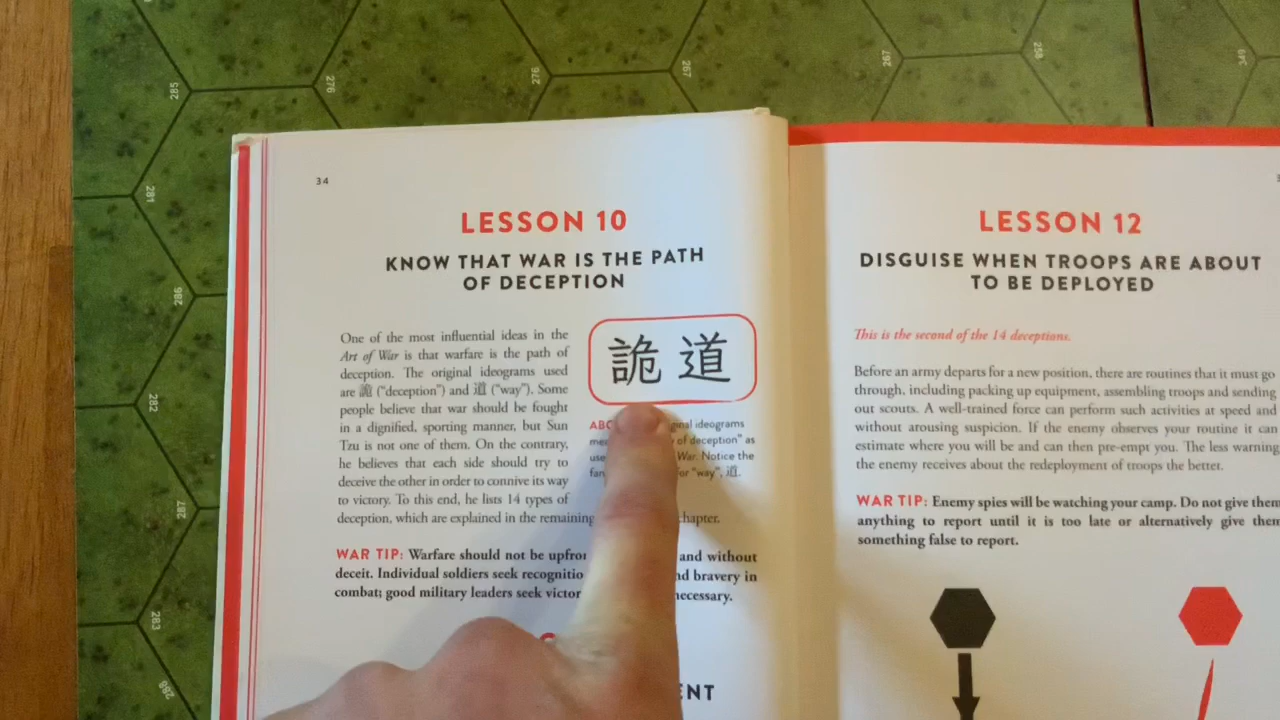 285
276
276
267
267
258
349
281
286
282
287
283
288
34
LESSON 10
KNOW THAT WAR IS THE PATH
OF DECEPTION
One of the most influential ideas in the
Art of War is that warfare is the path of
deception. The original ideograms used
are 詭 ("deception") and 道 ("way"). Some
people believe that war should be fought
in a dignified, sporting manner, but Sun
Tzu is not one of them. On the contrary,
he believes that each side should try to
deceive the other in order to connive its way
to victory. To this end, he lists 14 types of
deception, which are explained in the remaining chapter.
詭道
ideograms
of deception" as
War. Notice the
for "way", 道.
WAR TIP: Warfare should not be and without
deceit. Individual soldiers seek bravery in
combat; good military leaders seek necessary.
LESSON 12
DISGUISE WHEN TROOPS ARE ABOUT
TO BE DEPLOYED
This is the second of the 14 deceptions.
Before an army departs for a new position, there are routines that it must go
through, including packing up equipment, assembling troops and sending
out scouts. A well-trained force can perform such activities at speed and
without arousing suspicion. If the enemy observes your routine it can
estimate where you will be and can then pre-empt you. The less warning
the enemy receives about the redeployment of troops the better.
WAR TIP: Enemy spies will be watching your camp. Do not give them
anything to report until it is too late or alternatively give them
something false to report.